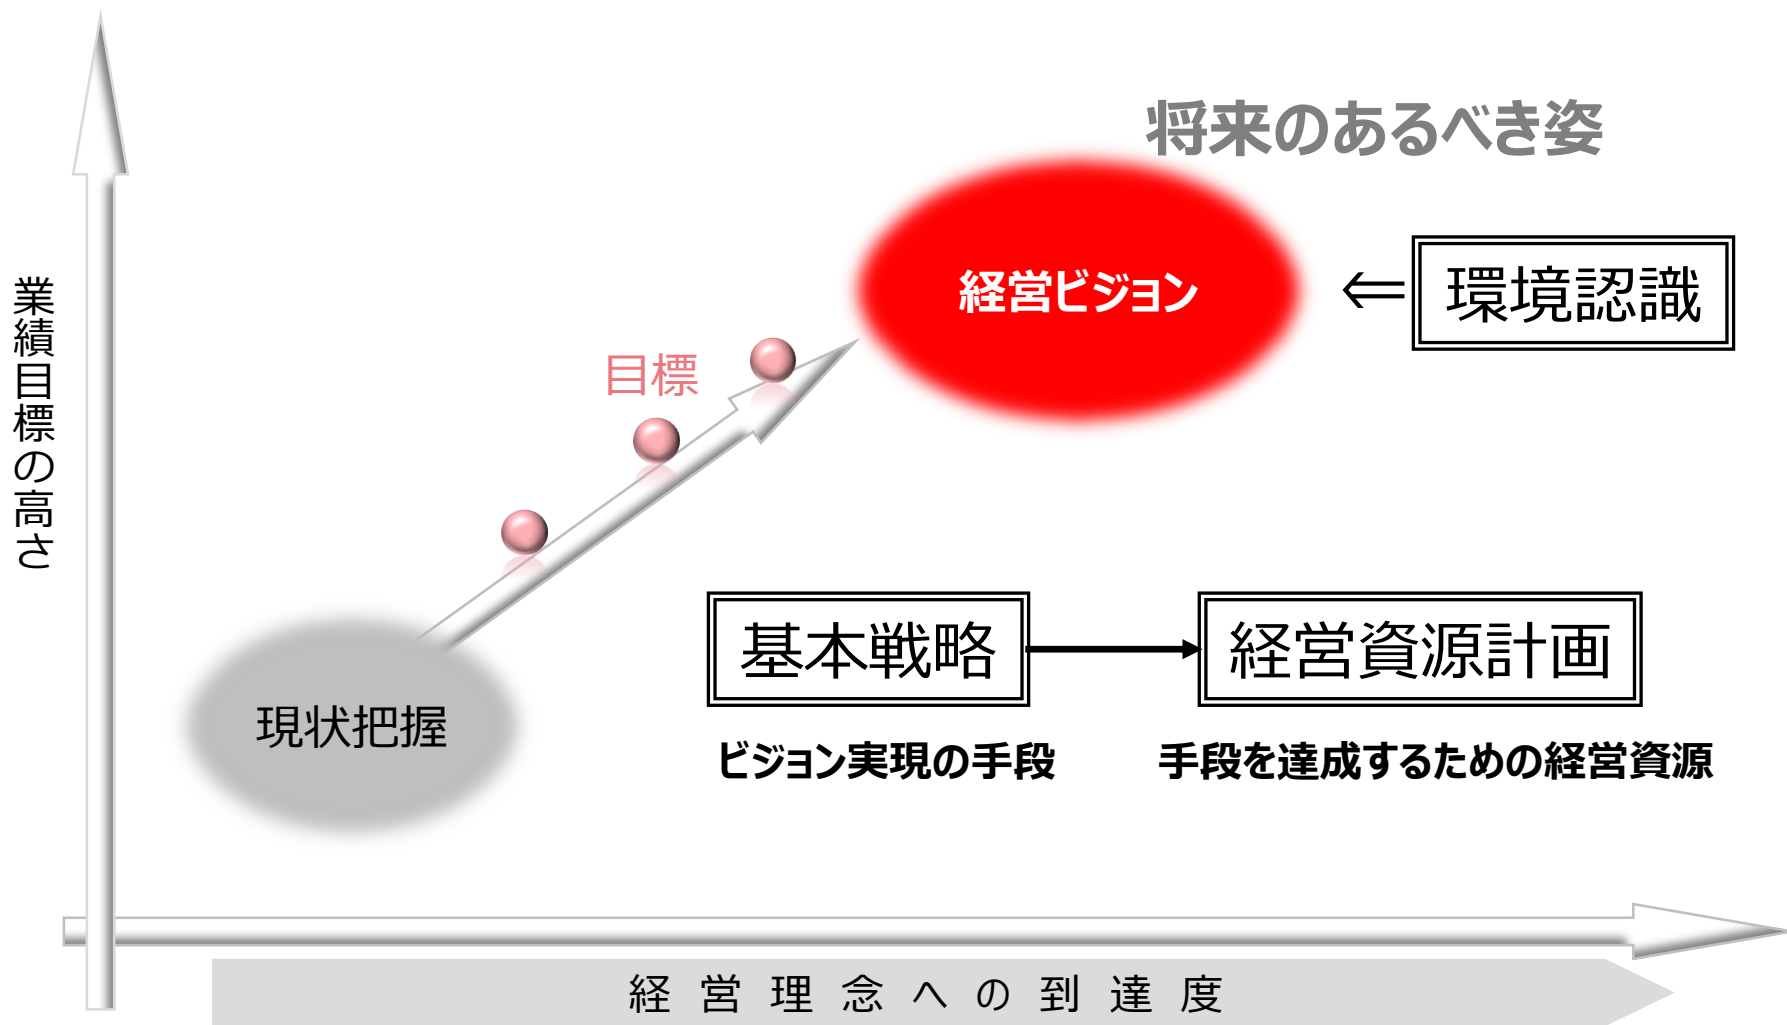 将来のあるべき姿
経営ビジョン
環境認識
⇐
業績目標の高さ
目標
基本戦略
経営資源計画
現状把握
ビジョン実現の手段
手段を達成するための経営資源
経営理念への到達度